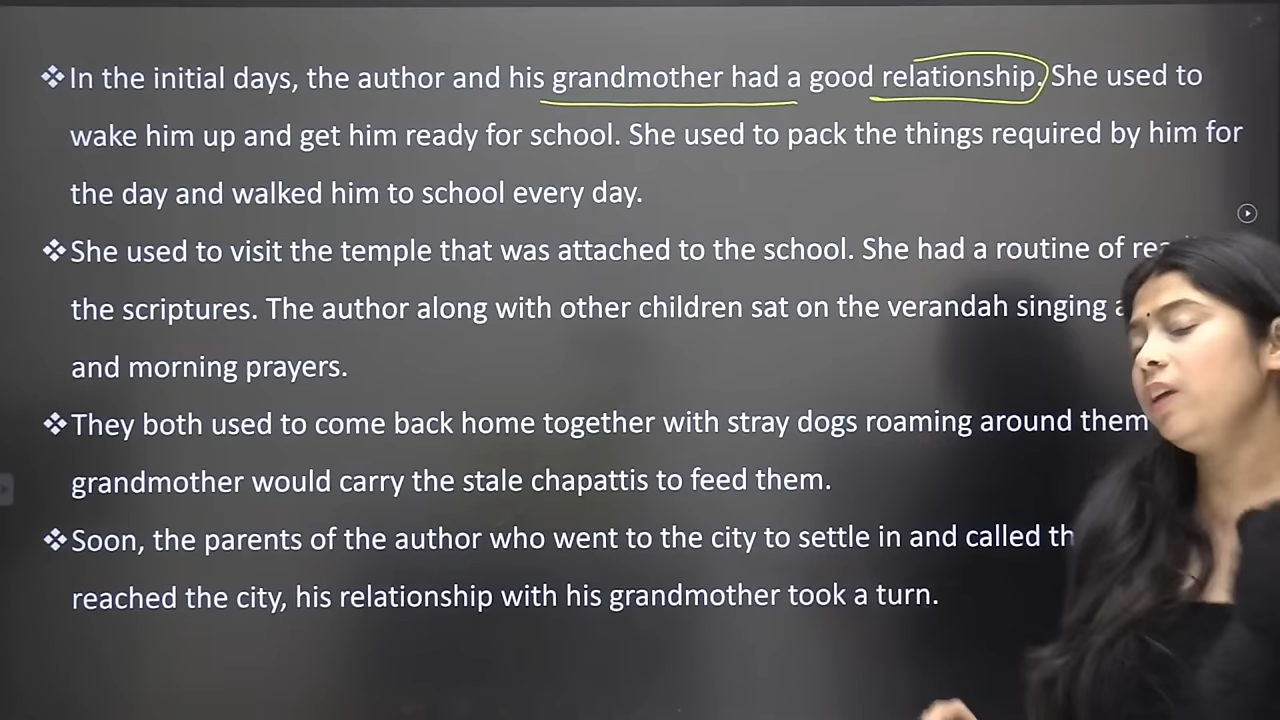 ❖In the initial days, the author and his grandmother had a good relationship. She used to
wake him up and get him ready for school. She used to pack the things required by him for
the day and walked him to school every day.
❖She used to visit the temple that was attached to the school. She had a routine of
the scriptures. The author along with other children sat on the verandah singing
and morning prayers.
❖They both used to come back home together with stray dogs roaming around them
grandmother would carry the stale chapattis to feed them.
❖Soon, the parents of the author who went to the city to settle in and called
reached the city, his relationship with his grandmother took a turn.